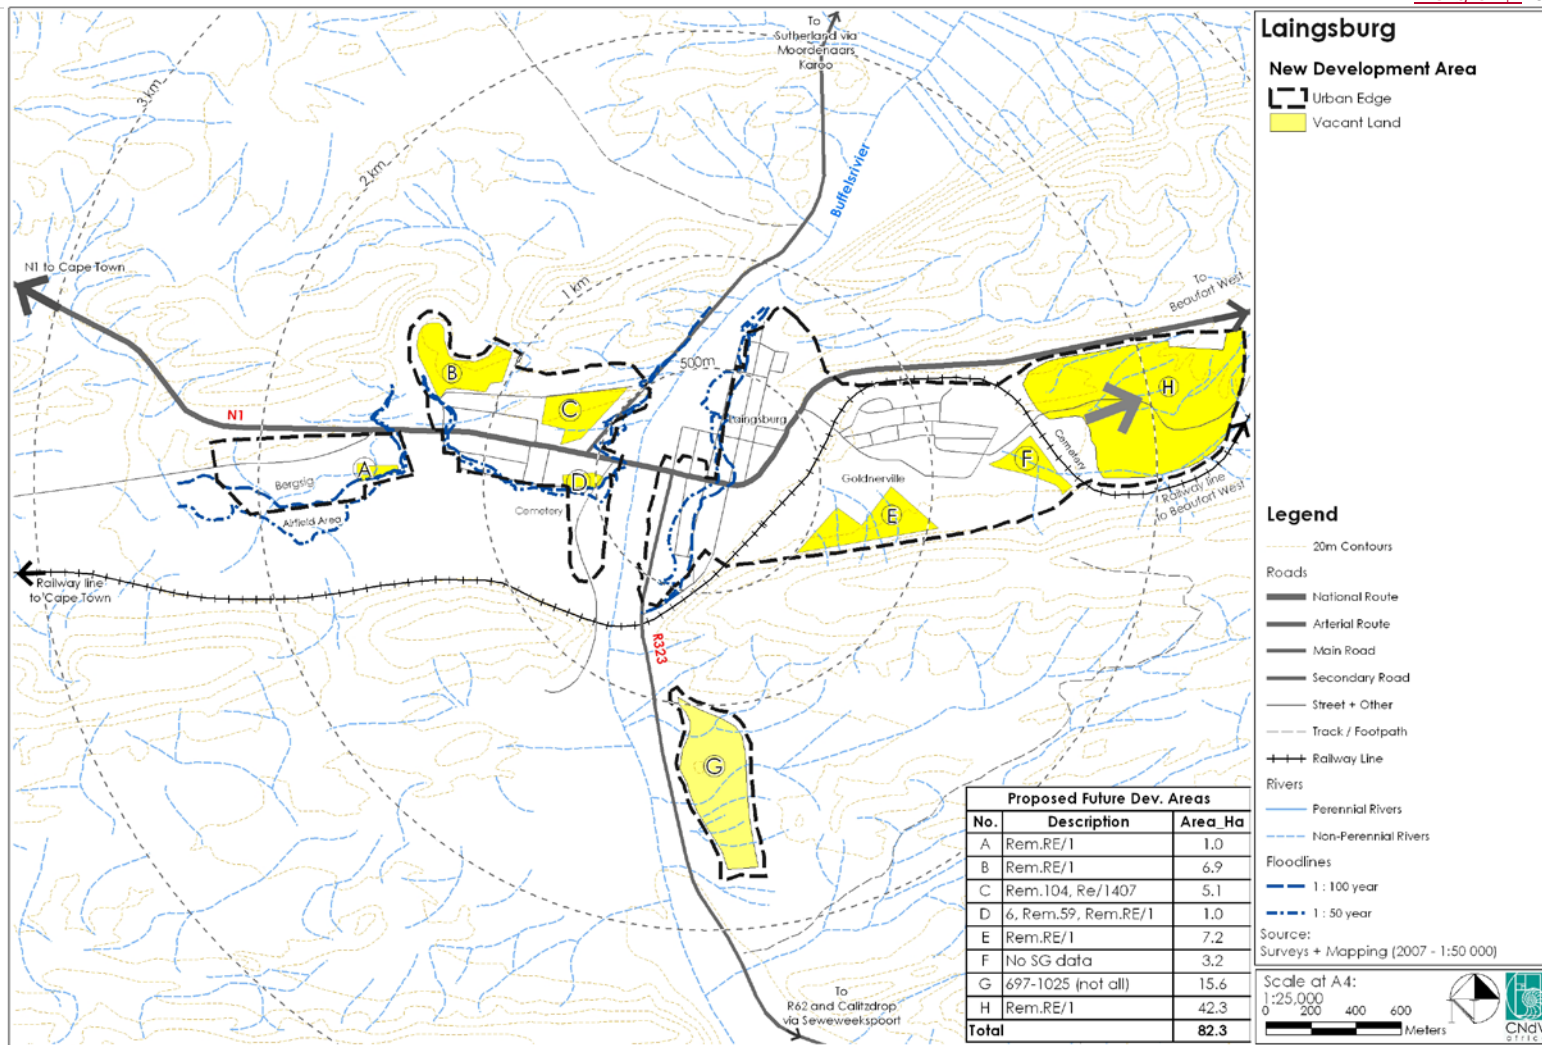 Laingsburg
New Development Area
Urban Edge
Vacant Land
To
Sutherland via
Moordenaars
Karoo
3 km
2 km
1 km
500m
Buffelsrivier
N1 to Cape Town
To
Beaufort West
N1
B
C
H
Laingsburg
A
Bergsig
D
Cemetery
F
Cemetery
Goldnerville
E
Airfield Area
Railway line
to Beaufort West
Railway line
to Cape Town
R323
G
To
R62 and Calitzdrop
via Seweweekspoort
Proposed Future Dev. Areas
No. Description Area_Ha
A Rem.RE/1 1.0
B Rem.RE/1 6.9
C Rem.104, Re/1407 5.1
D 6, Rem.59, Rem.RE/1 1.0
E Rem.RE/1 7.2
F No SG data 3.2
G 697-1025 (not all) 15.6
H Rem.RE/1 42.3
Total 82.3
Legend
20m Contours
Roads
National Route
Arterial Route
Main Road
Secondary Road
Street + Other
Track / Footpath
Railway Line
Rivers
Perennial Rivers
Non-Perennial Rivers
Floodlines
1 : 100 year
1 : 50 year
Source:
Surveys + Mapping (2007 - 1:50 000)
Scale at A4:
1:25,000
0 200 400 600
Meters
CNdV
africa